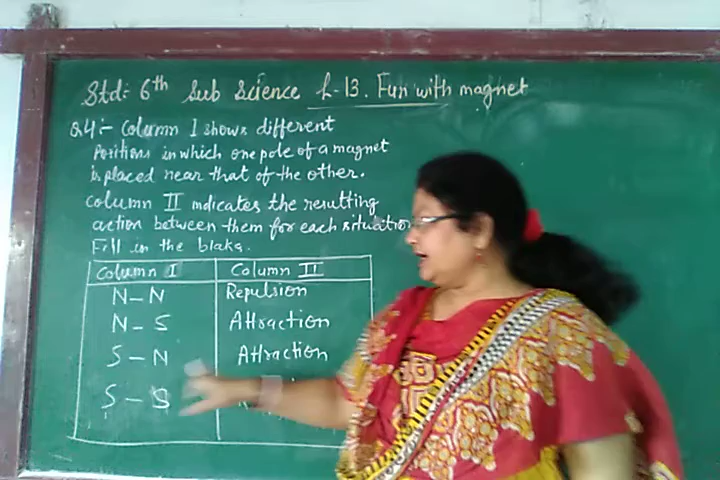 Std: 6th Sub Science L-13. Fun with magnet
Q4:- Column I shows different
Positions in which one pole of a magnet
is placed near that of the other.
Column II indicates the resulting
action between them for each situation
Fill in the blaks.
Column I Column II
N - N Repulsion
N - S Attraction
S - N Attraction
S - S